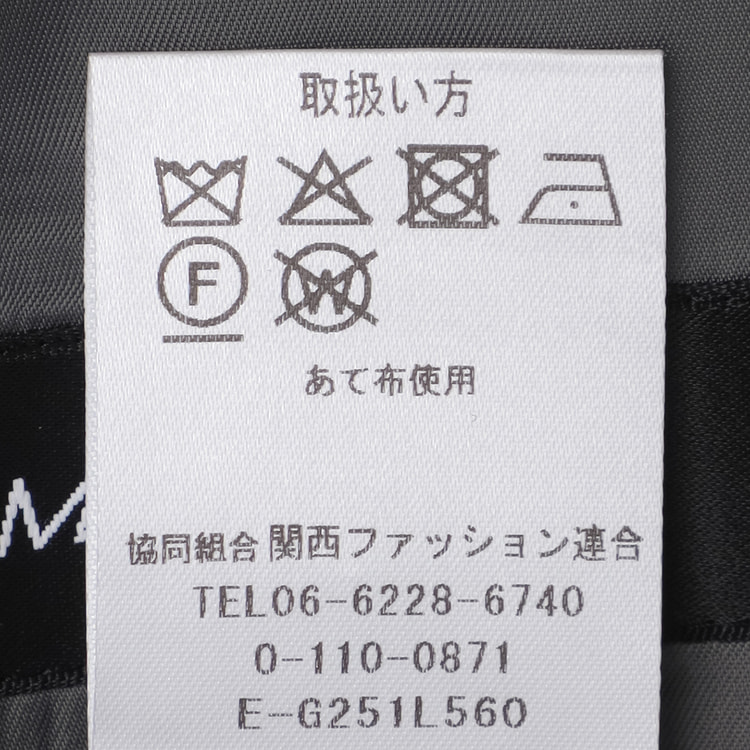 取扱い方
F W
あて布使用
協同組合 関西ファッション連合
TEL06-6228-6740
0-110-0871
E-G251L560